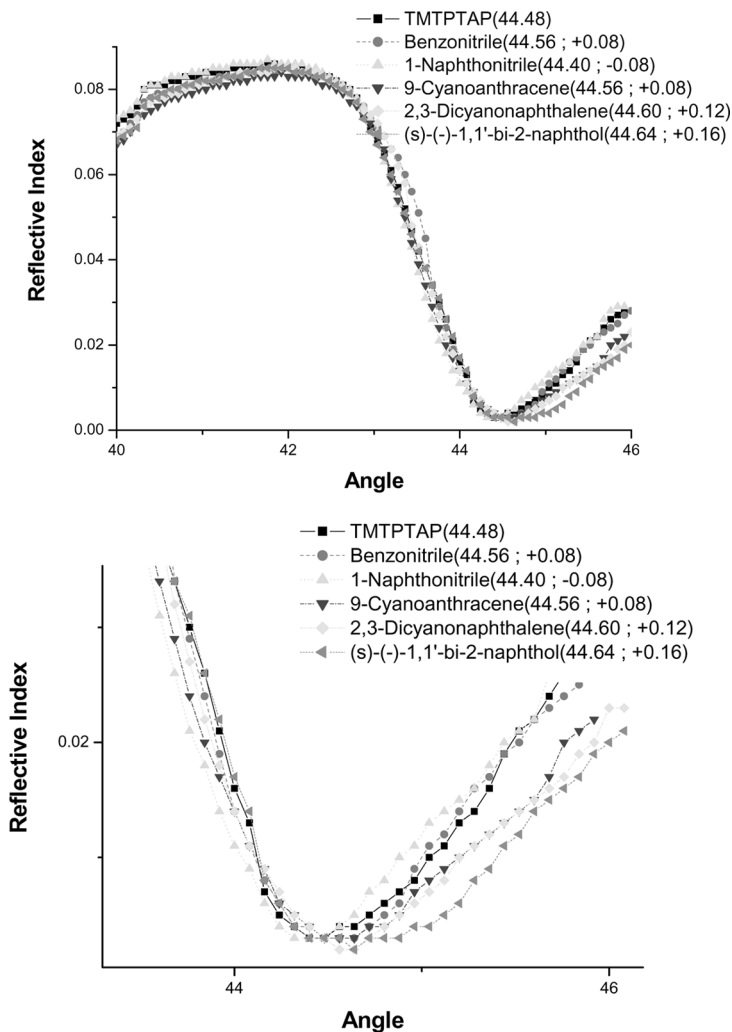 TMTPTAP(44.48)
Benzonitrile(44.56 ; +0.08)
1-Naphthonitrile(44.40 ; -0.08)
9-Cyanoanthracene(44.56 ; +0.08)
2,3-Dicyanonaphthalene(44.60 ; +0.12)
(s)-(-)-1,1'-bi-2-naphthol(44.64 ; +0.16)
0.08
0.06
0.04
0.02
0.00
Reflective Index
40
42
44
46
Angle
TMTPTAP(44.48)
Benzonitrile(44.56 ; +0.08)
1-Naphthonitrile(44.40 ; -0.08)
9-Cyanoanthracene(44.56 ; +0.08)
2,3-Dicyanonaphthalene(44.60 ; +0.12)
(s)-(-)-1,1'-bi-2-naphthol(44.64 ; +0.16)
0.02
Reflective Index
44
46
Angle